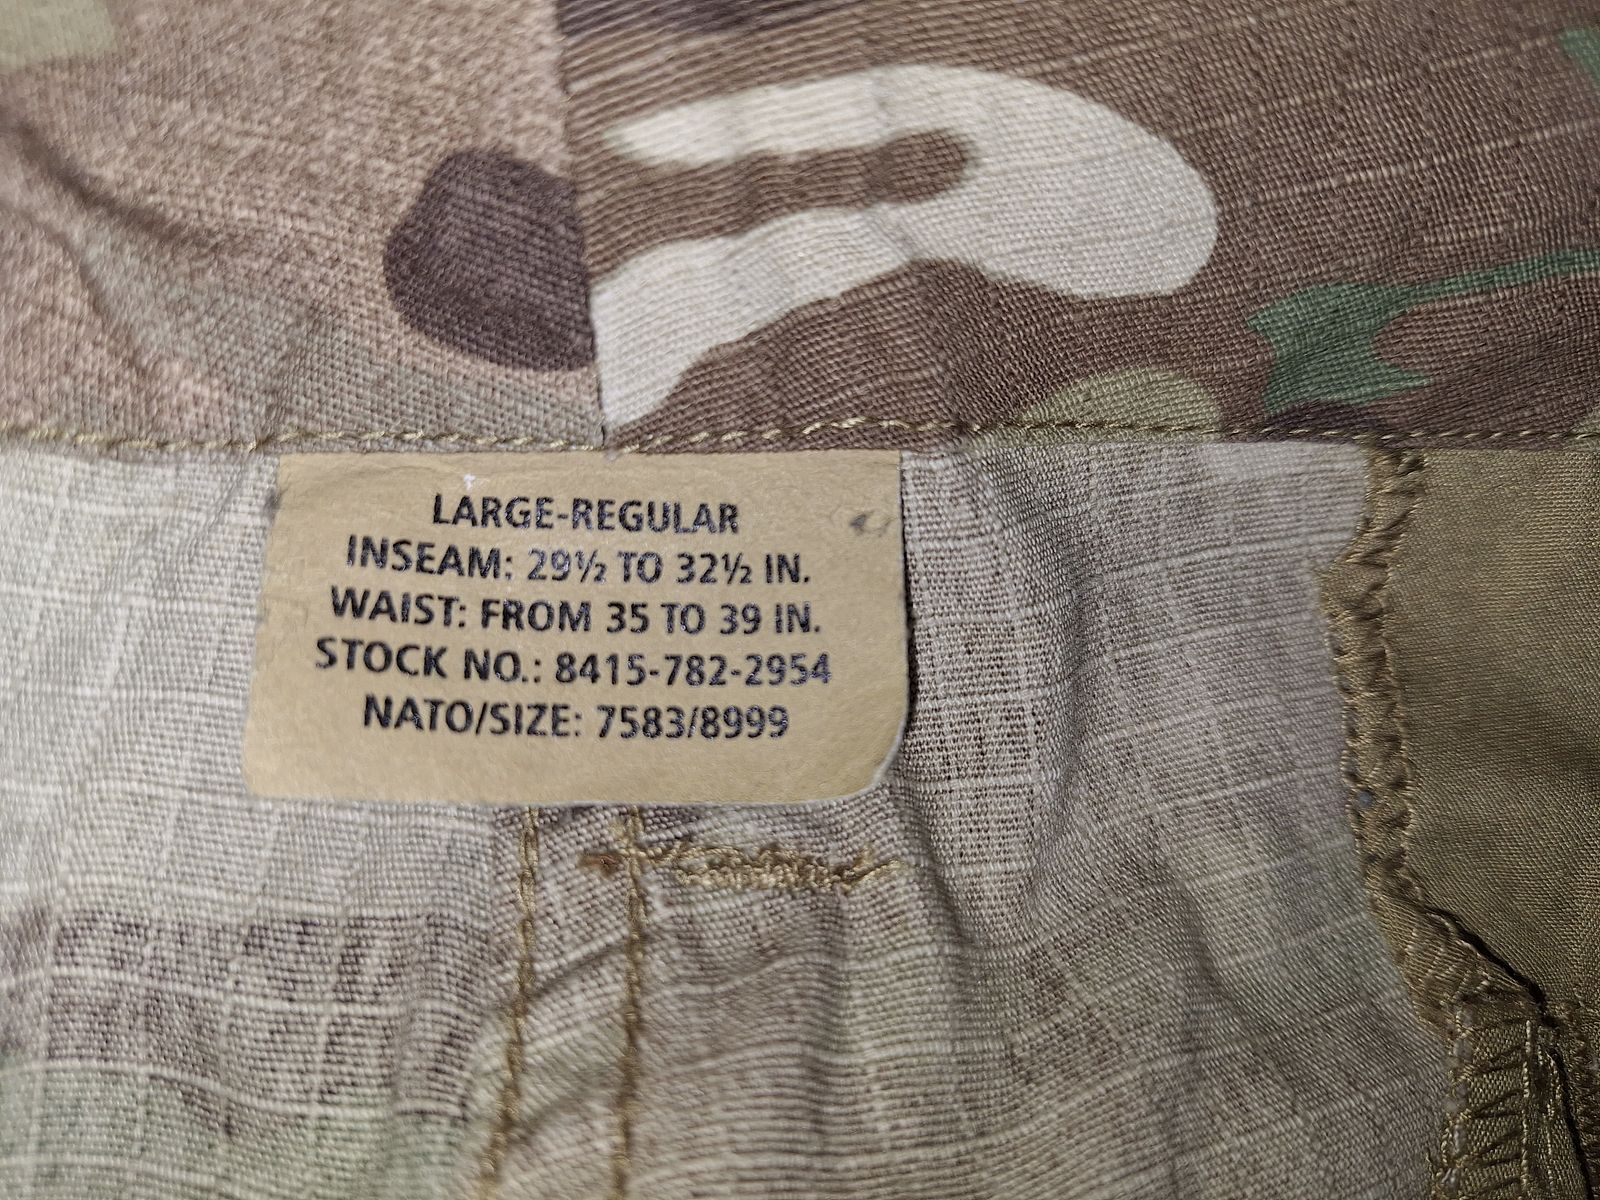 LARGE-REGULAR
INSEAM: 29½ TO 32½ IN.
WAIST: FROM 35 TO 39 IN.
STOCK NO.: 8415-782-2954
NATO/SIZE: 7583/8999